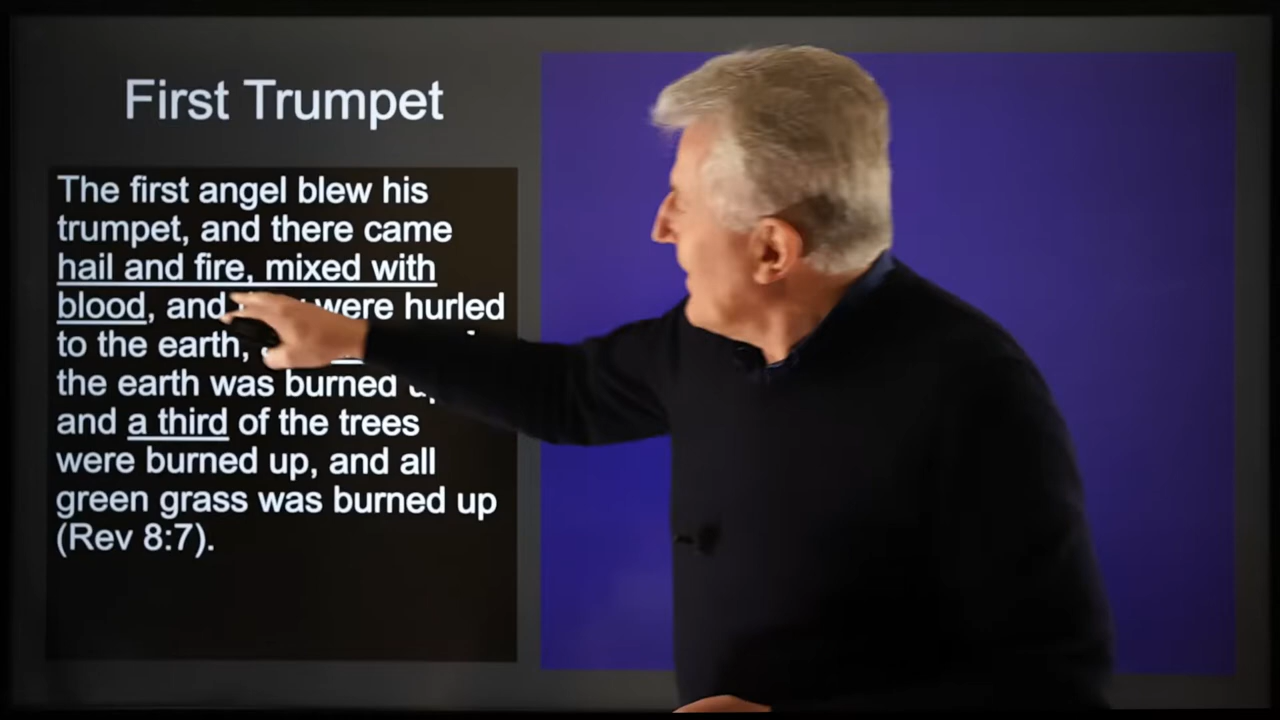 First Trumpet
The first angel blew his
trumpet, and there came
hail and fire, mixed with
blood, and were hurled
to the earth,
the earth was burned
and a third of the trees
were burned up, and all
green grass was burned up
(Rev 8:7).